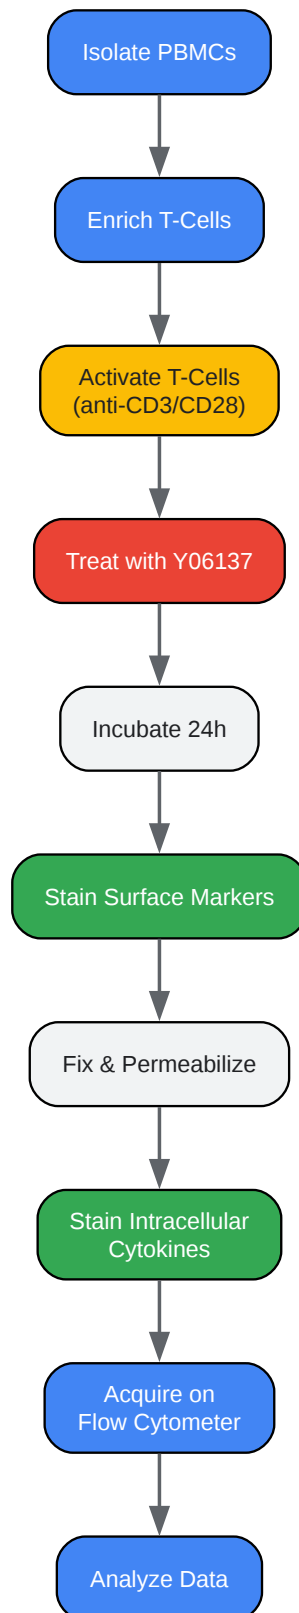 Isolate PBMCs
Enrich T-Cells
Activate T-Cells
(anti-CD3/CD28)
Treat with Y06137
Incubate 24h
Stain Surface Markers
Fix & Permeabilize
Stain Intracellular
Cytokines
Acquire on
Flow Cytometer
Analyze Data